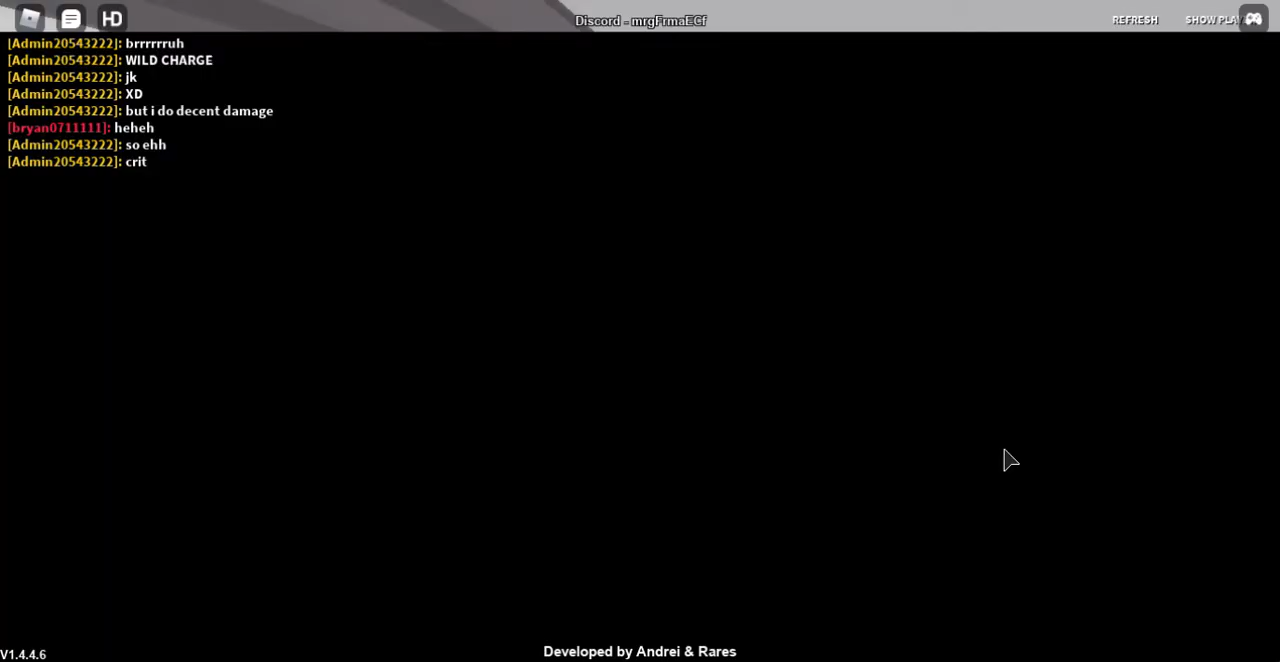 HD
Discord - mrgFrmaECf
REFRESH
SHOW
[Admin20543222]: brrrrrruh
[Admin20543222]: WILD CHARGE
[Admin20543222]: jk
[Admin20543222]: XD
[Admin20543222]: but i do decent damage
[bryan0711111]: heheh
[Admin20543222]: so ehh
[Admin20543222]: crit
V1.4.4.6
Developed by Andrei & Rares